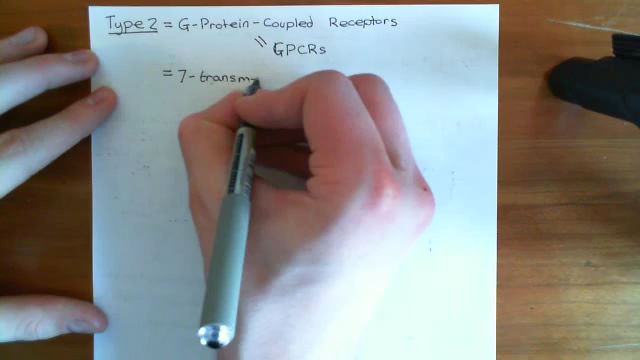 Type 2 = G-Protein-Coupled Receptors
" GPCRs
= 7-transm